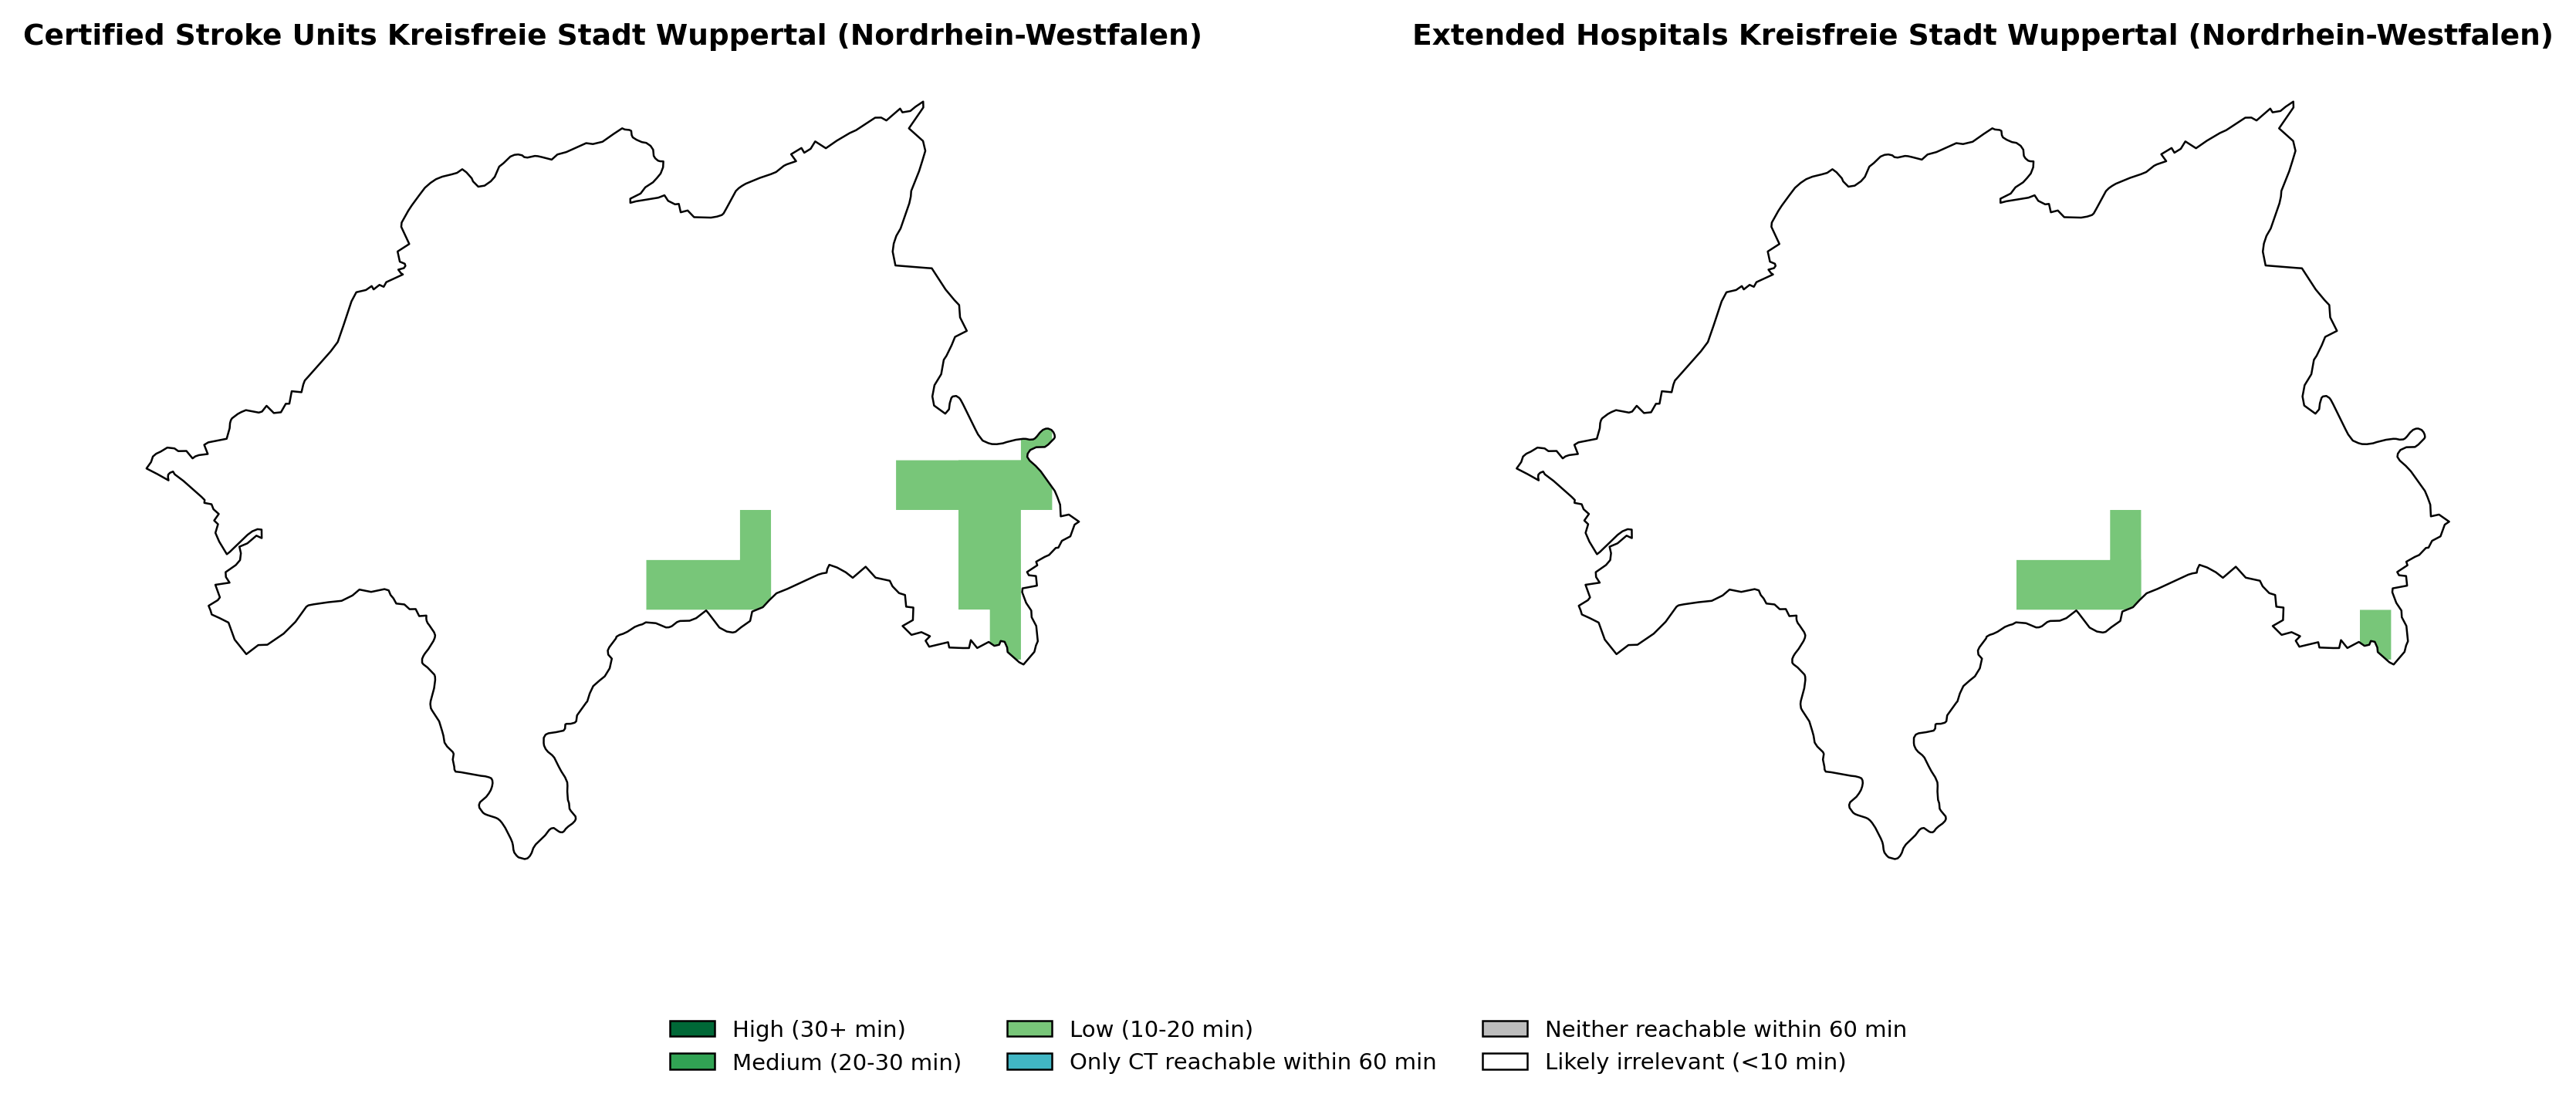 Certified Stroke Units Kreisfreie Stadt Wuppertal (Nordrhein-Westfalen)
Extended Hospitals Kreisfreie Stadt Wuppertal (Nordrhein-Westfalen)
High (30+ min)
Medium (20-30 min)
Low (10-20 min)
Only CT reachable within 60 min
Neither reachable within 60 min
Likely irrelevant (<10 min)